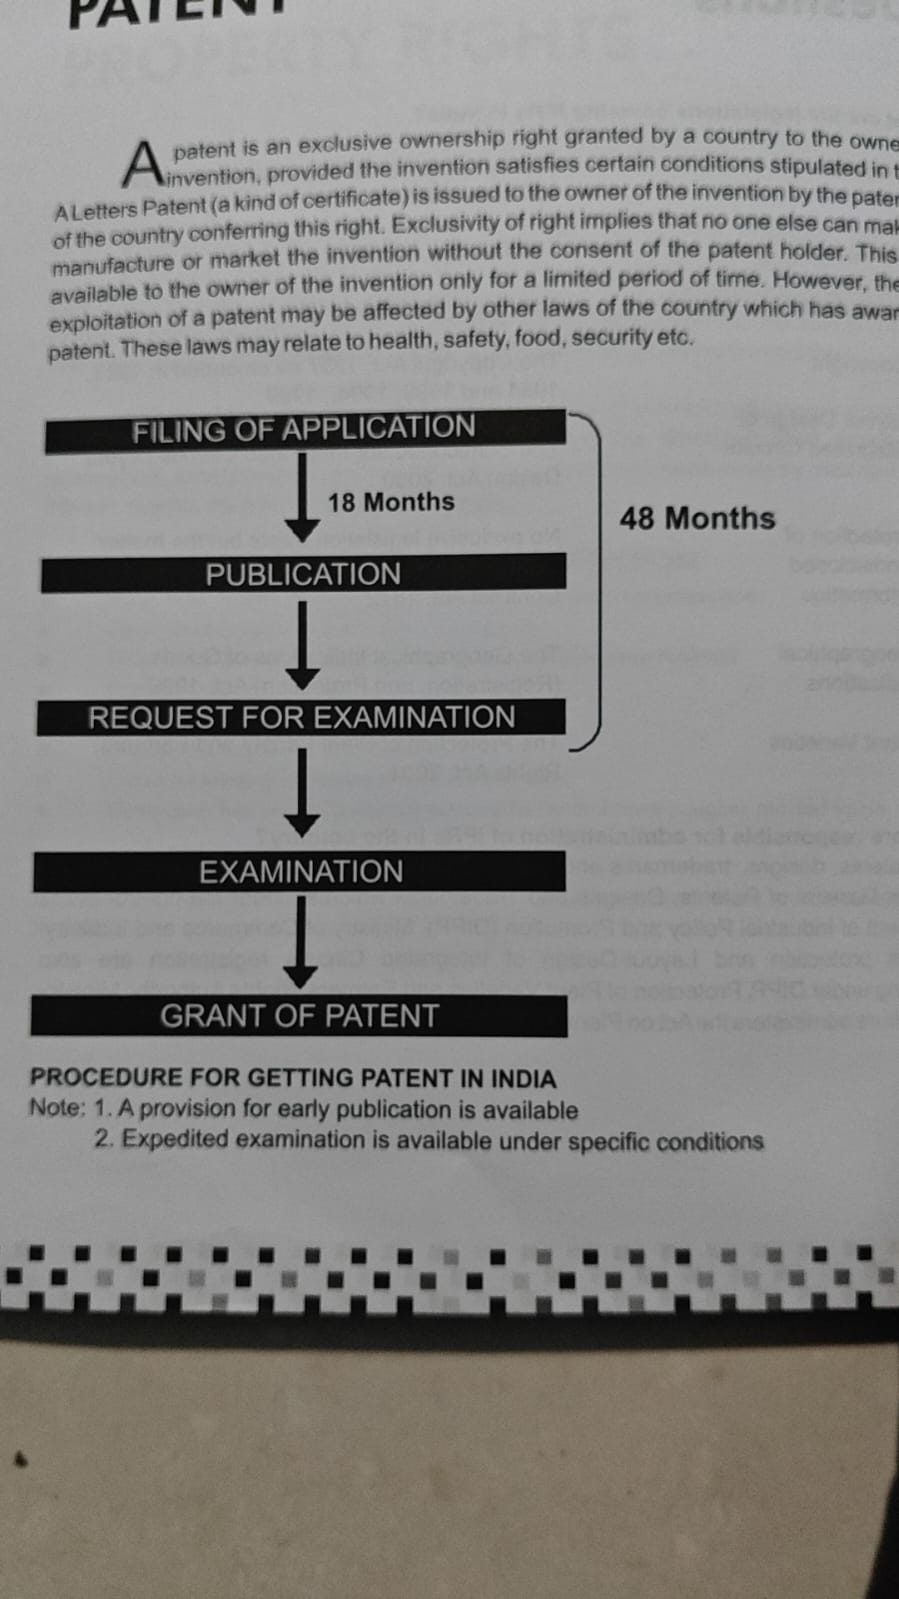 PATENT
A patent is an exclusive ownership right granted by a country to the owne
invention, provided the invention satisfies certain conditions stipulated in t
A Letters Patent (a kind of certificate) is issued to the owner of the invention by the paten
of the country conferring this right. Exclusivity of right implies that no one else can mak
manufacture or market the invention without the consent of the patent holder. This
available to the owner of the invention only for a limited period of time. However, the
exploitation of a patent may be affected by other laws of the country which has awar
patent. These laws may relate to health, safety, food, security etc.
FILING OF APPLICATION
18 Months
48 Months
PUBLICATION
REQUEST FOR EXAMINATION
EXAMINATION
GRANT OF PATENT
PROCEDURE FOR GETTING PATENT IN INDIA
Note: 1. A provision for early publication is available
2. Expedited examination is available under specific conditions